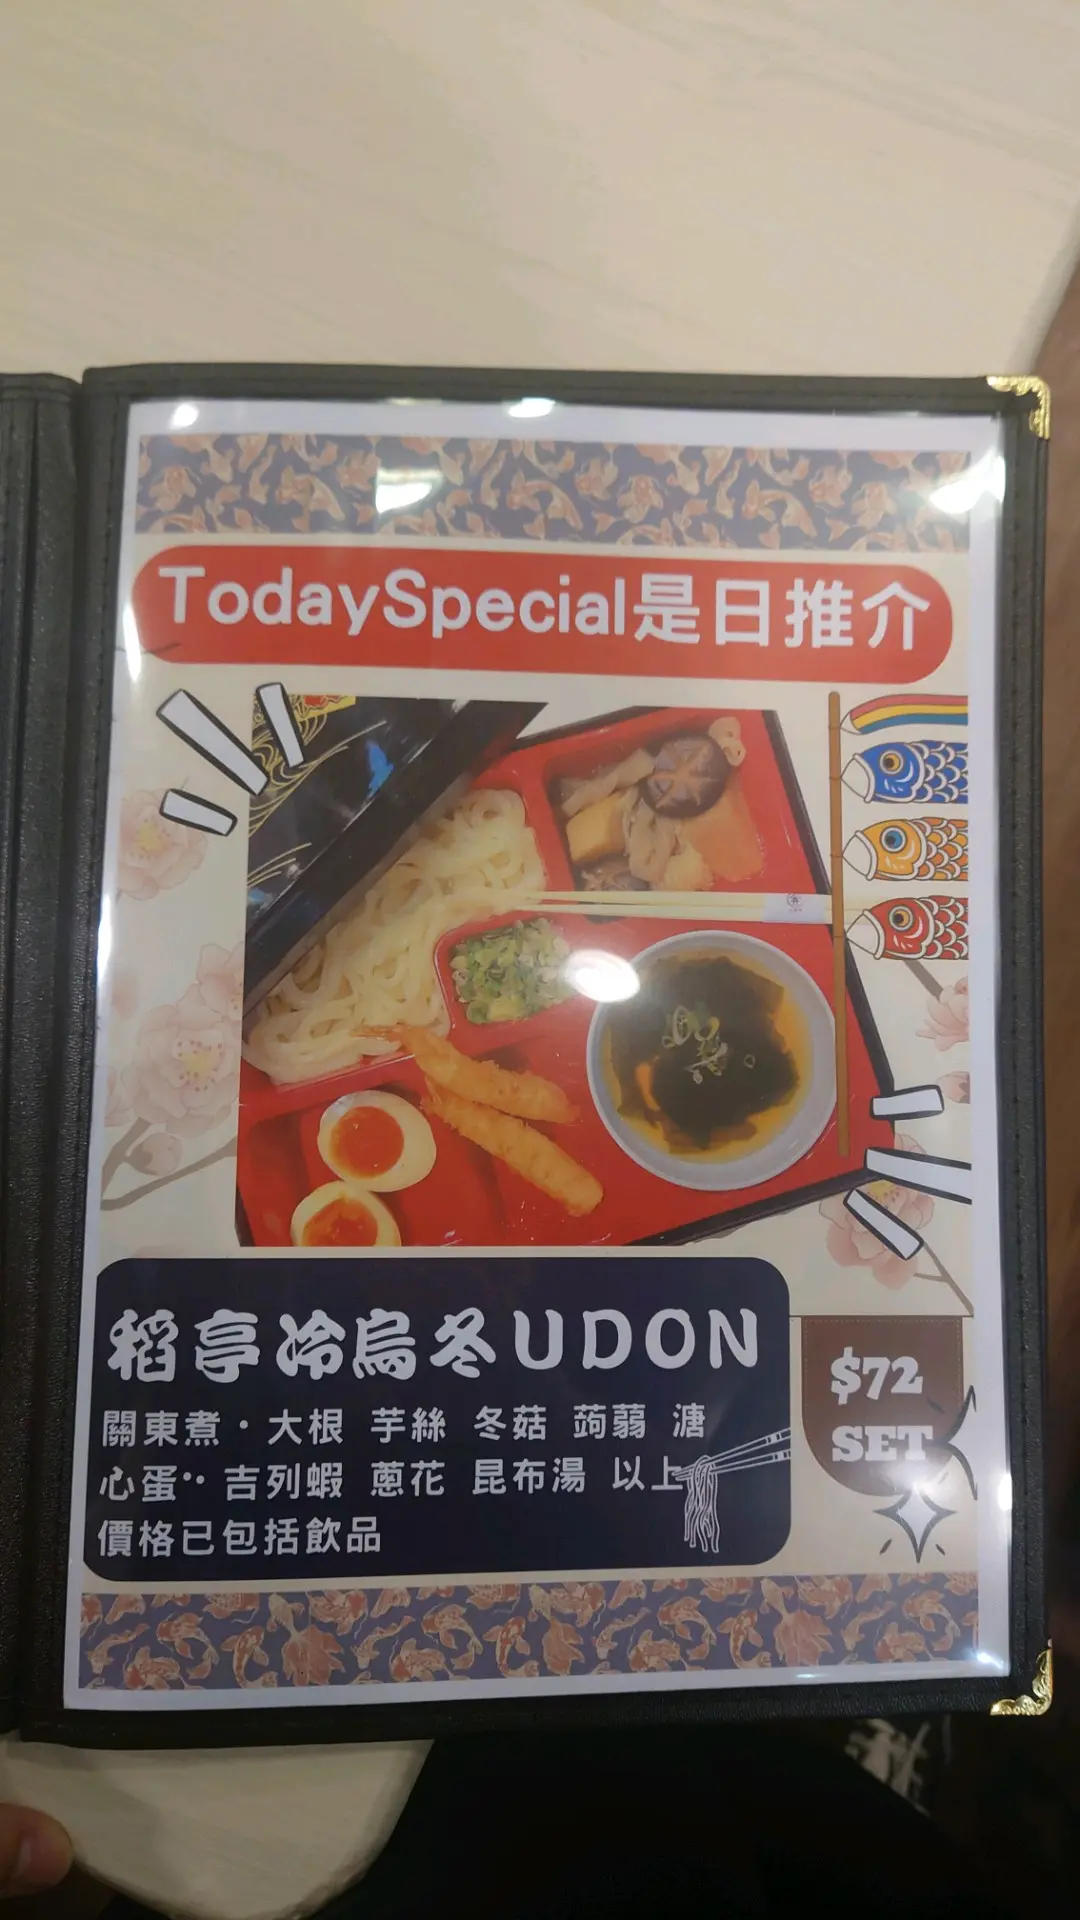 TodaySpecial是日推介
稻亭冷烏冬UDON
關東煮·大根 芋絲 冬菇 蒟蒻 溏
心蛋·· 吉列蝦 蔥花 昆布湯 以上
價格已包括飲品
$72
SET